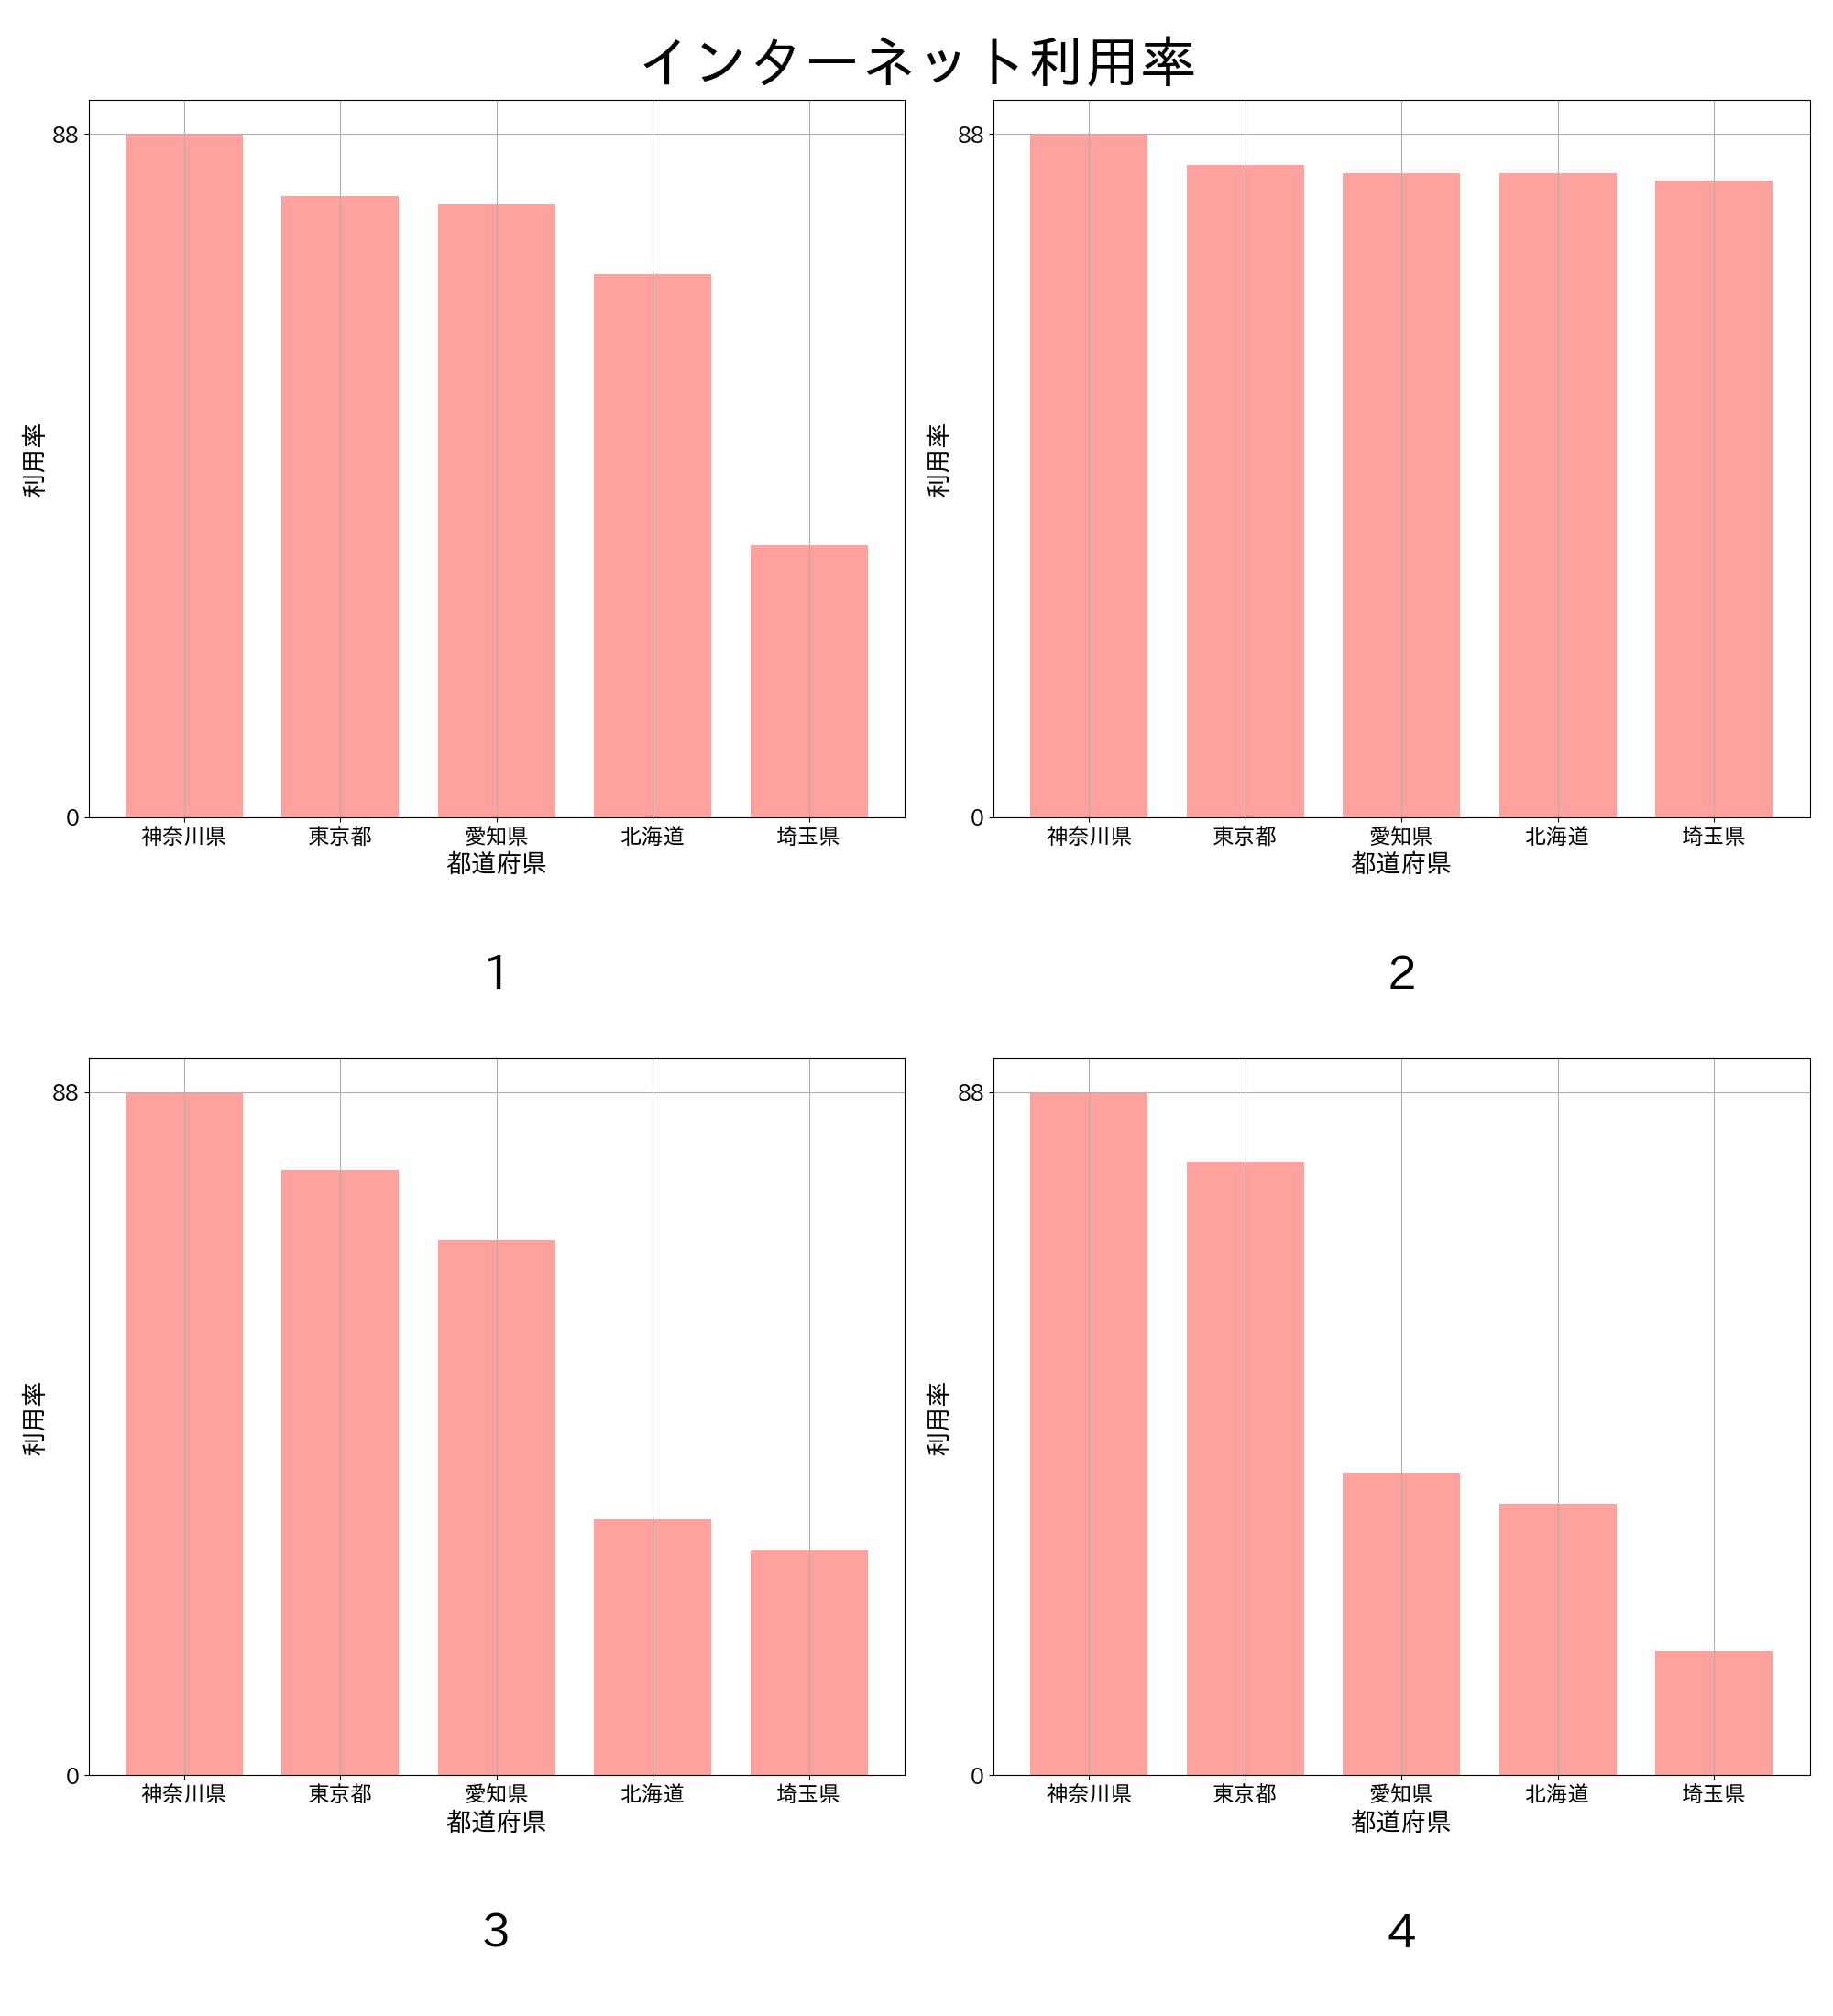 インターネット利用率
88
0
利用率
神奈川県 東京都 愛知県 北海道 埼玉県
都道府県
1
88
0
利用率
神奈川県 東京都 愛知県 北海道 埼玉県
都道府県
2
88
0
利用率
神奈川県 東京都 愛知県 北海道 埼玉県
都道府県
3
88
0
利用率
神奈川県 東京都 愛知県 北海道 埼玉県
都道府県
4